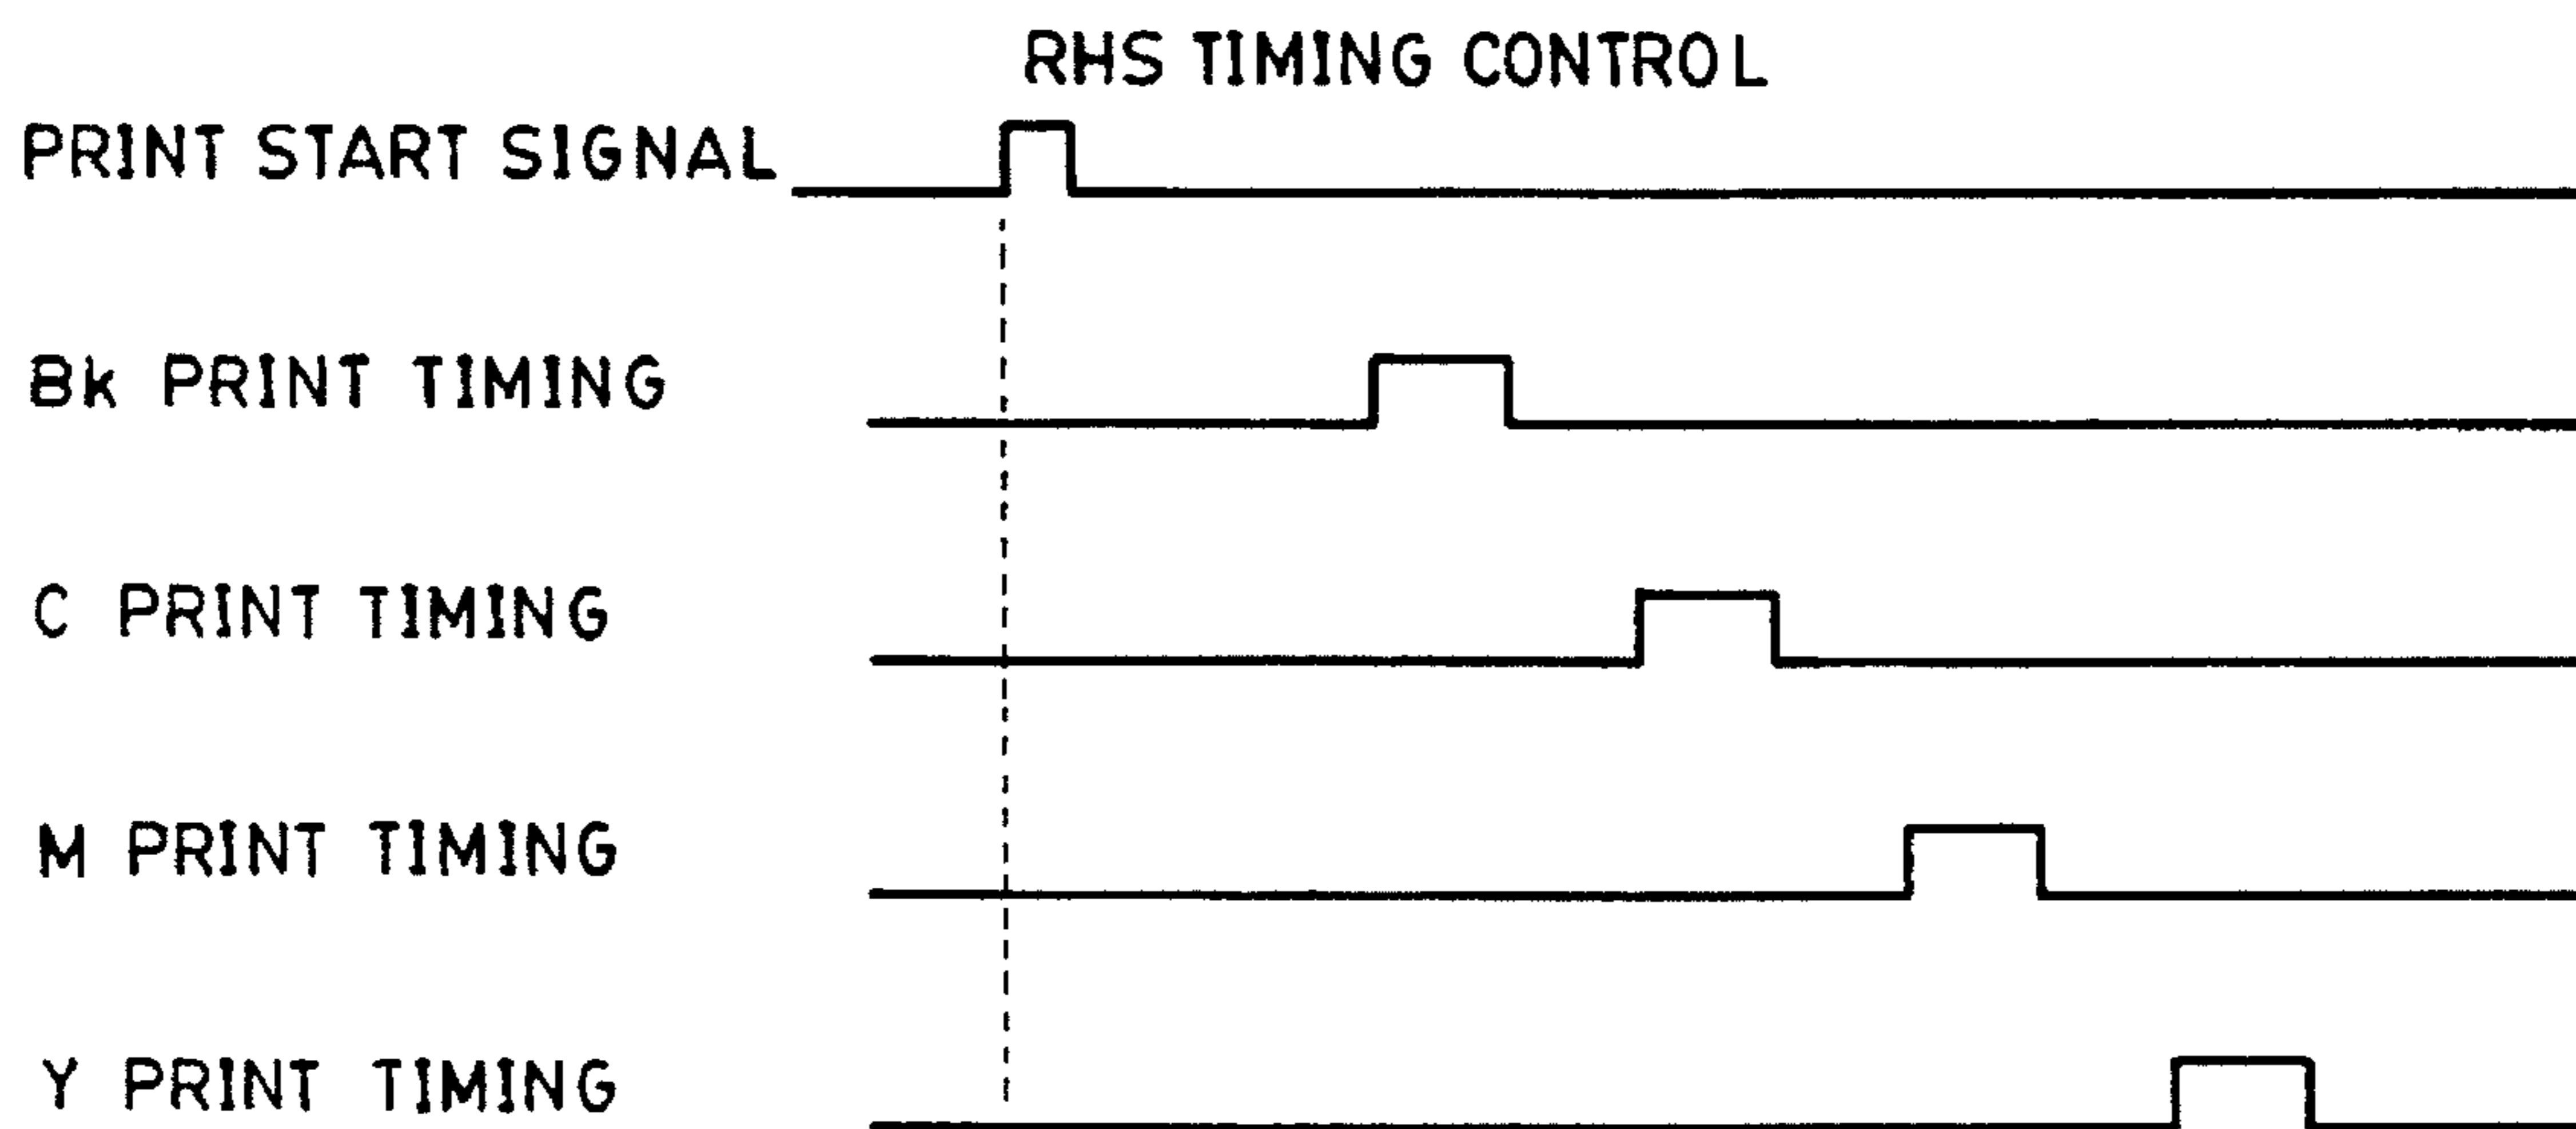 RHS TIMING CONTROL
PRINT START SIGNAL
Bk PRINT TIMING
C PRINT TIMING
M PRINT TIMING
Y PRINT TIMING